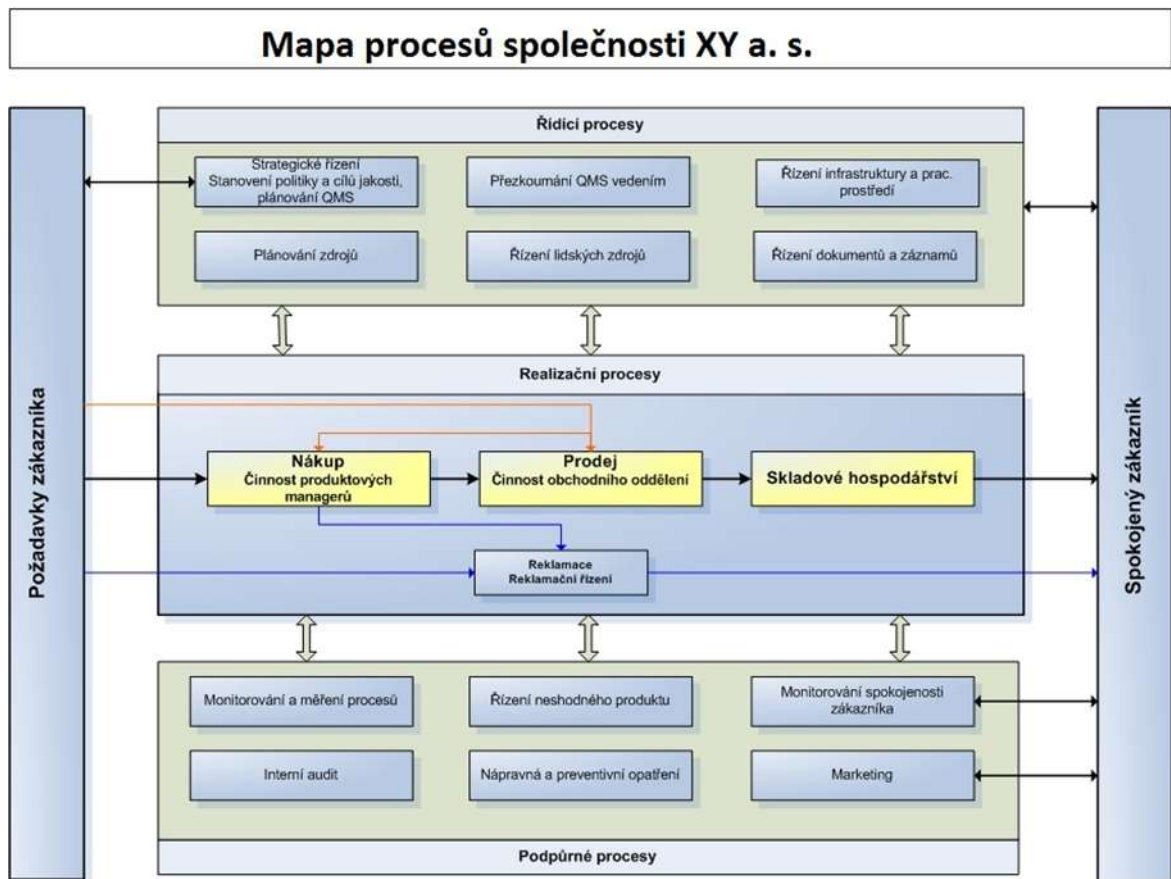 Mapa procesů společnosti XY a. s.
Požadavky zákazníka
Řídící procesy
Strategické řízení
Stanovení politiky a cílů jakosti,
plánování QMS
Přezkoumání QMS vedením
Řízení infrastruktury a prac.
prostředí
Plánování zdrojů
Řízení lidských zdrojů
Řízení dokumentů a záznamů
Realizační procesy
Nákup
Činnost produktových
managerů
Prodej
Činnost obchodního oddělení
Skladové hospodářství
Reklamace
Reklamační řízení
Monitorování a měření procesů
Řízení neshodného produktu
Monitorování spokojenosti
zákazníka
Interní audit
Nápravná a preventivní opatření
Marketing
Podpůrné procesy
Spokojený zákazník